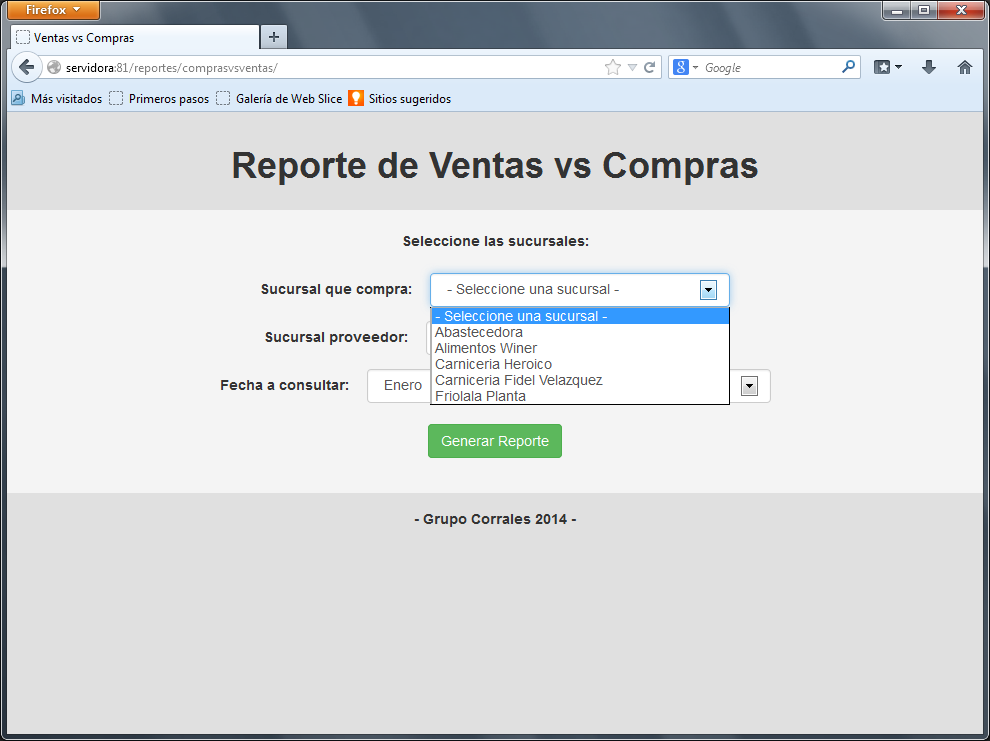 Firefox
Ventas vs Compras
servidora:81/reportes/comprasvsventas/
Google
Más visitados Primeros pasos Galería de Web Slice Sitios sugeridos
Reporte de Ventas vs Compras
Seleccione las sucursales:
Sucursal que compra: - Seleccione una sucursal -
- Seleccione una sucursal -
Abastecedora
Alimentos Winer
Carniceria Heroico
Carniceria Fidel Velazquez
Friolala Planta
Sucursal proveedor:
Fecha a consultar: Enero
Generar Reporte
- Grupo Corrales 2014 -